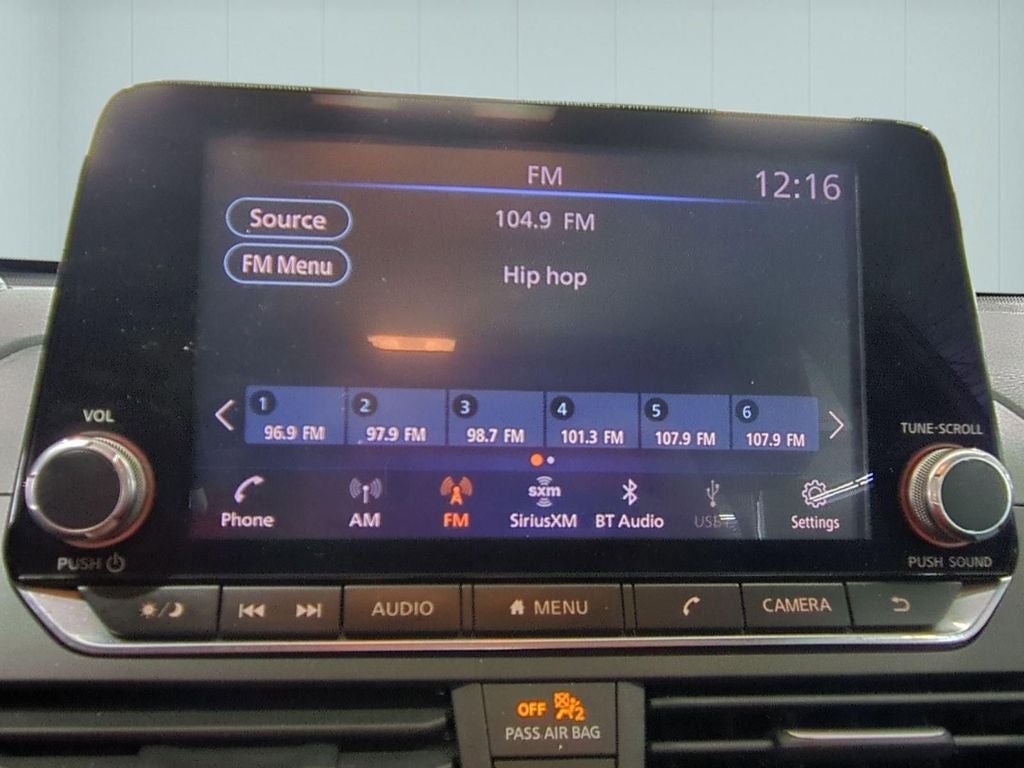 FM
12:16
Source
104.9 FM
FM Menu
Hip hop
1 2 3 4 5 6
96.9 FM 97.9 FM 98.7 FM 101.3 FM 107.9 FM 107.9 FM
VOL
TUNE-SCROLL
sxm
Phone AM FM SiriusXM BT Audio USB Settings
PUSH
PUSH SOUND
AUDIO MENU CAMERA
OFF 2
PASS AIR BAG